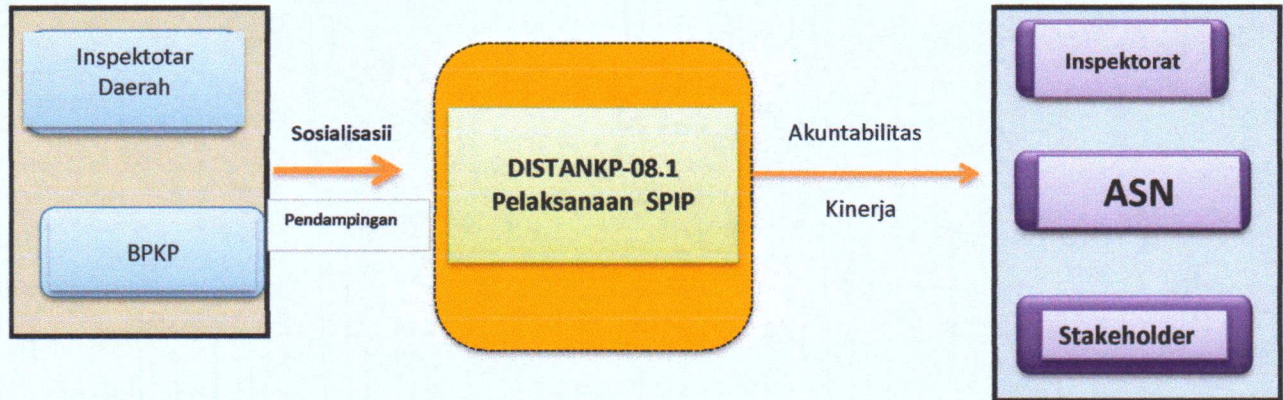 Inspektotar
Daerah
BPKP
Sosialisasii
Pendampingan
DISTANKP-08.1
Pelaksanaan SPIP
Akuntabilitas
Kinerja
Inspektorat
ASN
Stakeholder